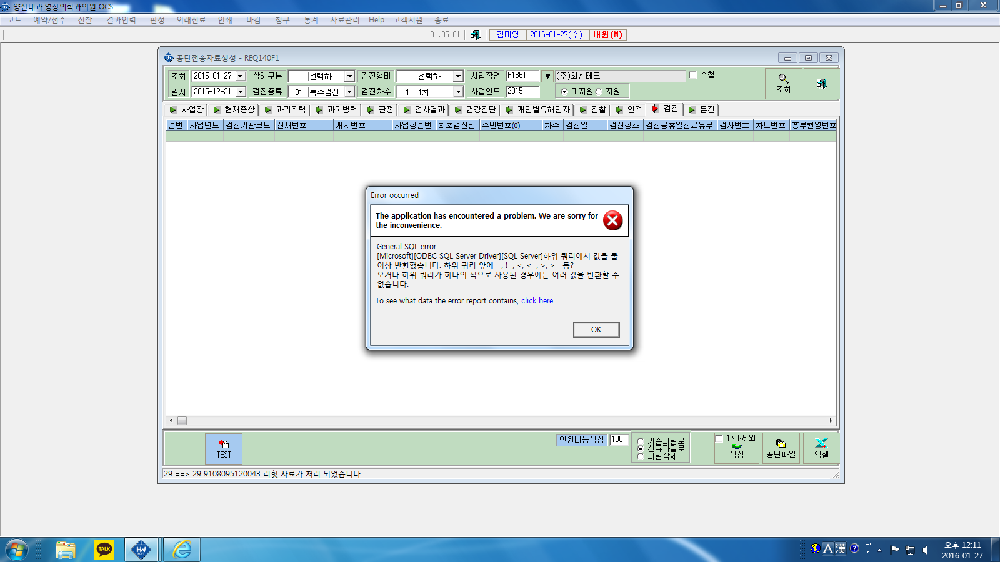 양산내과·영상의학과의원 OCS
코드 예약/접수 진찰 결과입력 판정 외래진료 인쇄 마감 청구 통계 자료관리 Help 고객지원 종료
01.05.01 김미영 2016-01-27(수) 내원(M)
공단전송자료생성 - REQ140F1
조회 2015-01-27 상하구분 선택하... 검진형태 선택하... 사업장명 H1861 (주)화신테크 수첩
일자 2015-12-31 검진종류 01 특수검진 검진차수 1 1차 사업연도 2015 미지원 지원
조회
사업장 현재증상 과거직력 과거병력 판정 검사결과 건강진단 개인별유해인자 진찰 인적 검진 문진
순번 사업년도 검진기관코드 산재번호 개시번호 사업장순번 최초검진일 주민번호(0) 차수 검진일 검진장소 검진공휴일진료유무 검사번호 차트번호 흉부촬영번호
Error occurred
The application has encountered a problem. We are sorry for
the inconvenience.
General SQL error.
[Microsoft][ODBC SQL Server Driver][SQL Server]하위 쿼리에서 값을 둘
이상 반환했습니다. 하위 쿼리 앞에 =, !=, <, <=, >, >= 등?
오거나 하위 쿼리가 하나의 식으로 사용된 경우에는 여러 값을 반환할 수
없습니다.
To see what data the error report contains, click here.
OK
TEST
인원나눔생성 100
기존파일로
신규파일로
파일삭제
1차R제외
생성
공단파일
엑셀
29 ==> 29 9108095120043 리힛 자료가 처리 되었습니다.
TALK
HW
SOFT
A 漢
오후 12:11
2016-01-27